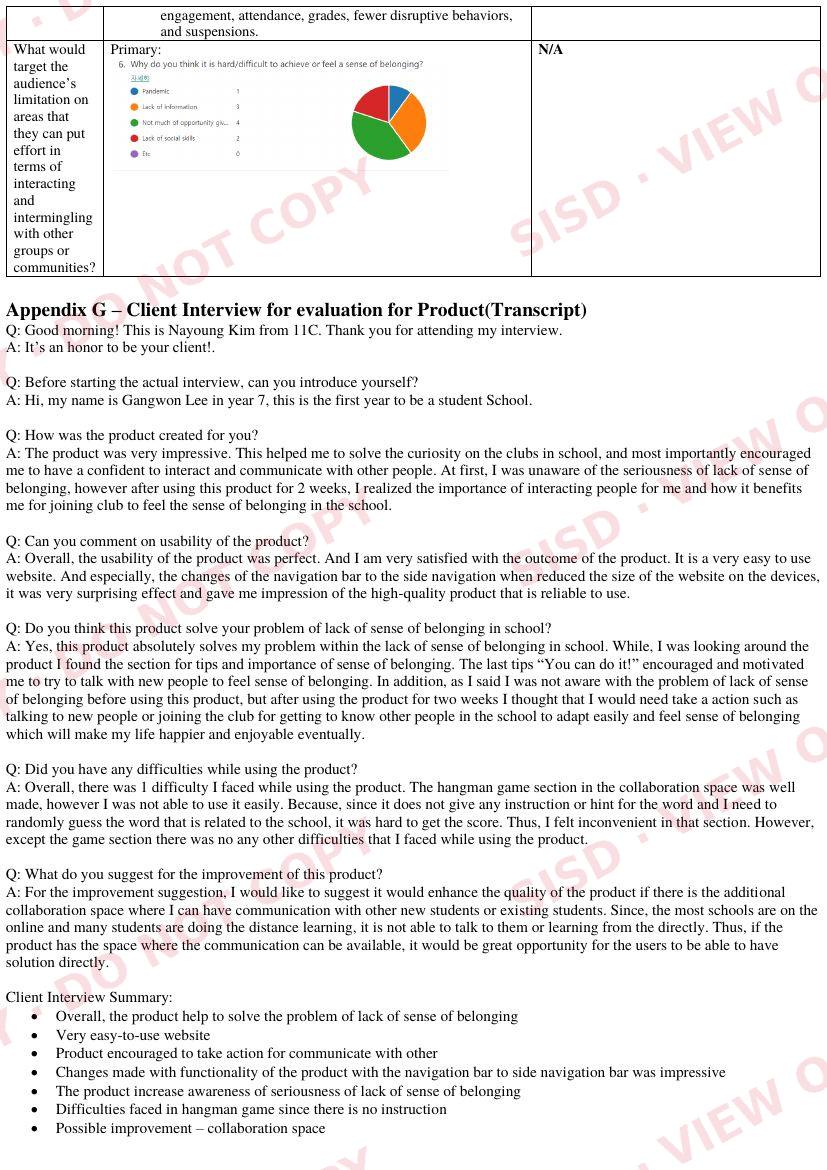 engagement, attendance, grades, fewer disruptive behaviors,
and suspensions.
What would
target the
audience’s
limitation on
areas that
they can put
effort in
terms of
interacting
and
intermingling
with other
groups or
communities?
Primary:
6. Why do you think it is hard/difficult to achieve or feel a sense of belonging?
Pandemic 1
Lack of information 3
Not much of opportunity giv... 4
Lack of social skills 2
Etc 0
N/A
Appendix G – Client Interview for evaluation for Product(Transcript)
Q: Good morning! This is Nayoung Kim from 11C. Thank you for attending my interview.
A: It’s an honor to be your client!.
Q: Before starting the actual interview, can you introduce yourself?
A: Hi, my name is Gangwon Lee in year 7, this is the first year to be a student School.
Q: How was the product created for you?
A: The product was very impressive. This helped me to solve the curiosity on the clubs in school, and most importantly encouraged
me to have a confident to interact and communicate with other people. At first, I was unaware of the seriousness of lack of sense of
belonging, however after using this product for 2 weeks, I realized the importance of interacting people for me and how it benefits
me for joining club to feel the sense of belonging in the school.
Q: Can you comment on usability of the product?
A: Overall, the usability of the product was perfect. And I am very satisfied with the outcome of the product. It is a very easy to use
website. And especially, the changes of the navigation bar to the side navigation when reduced the size of the website on the devices,
it was very surprising effect and gave me impression of the high-quality product that is reliable to use.
Q: Do you think this product solve your problem of lack of sense of belonging in school?
A: Yes, this product absolutely solves my problem within the lack of sense of belonging in school. While, I was looking around the
product I found the section for tips and importance of sense of belonging. The last tips “You can do it!” encouraged and motivated
me to try to talk with new people to feel sense of belonging. In addition, as I said I was not aware with the problem of lack of sense
of belonging before using this product, but after using the product for two weeks I thought that I would need take a action such as
talking to new people or joining the club for getting to know other people in the school to adapt easily and feel sense of belonging
which will make my life happier and enjoyable eventually.
Q: Did you have any difficulties while using the product?
A: Overall, there was 1 difficulty I faced while using the product. The hangman game section in the collaboration space was well
made, however I was not able to use it easily. Because, since it does not give any instruction or hint for the word and I need to
randomly guess the word that is related to the school, it was hard to get the score. Thus, I felt inconvenient in that section. However,
except the game section there was no any other difficulties that I faced while using the product.
Q: What do you suggest for the improvement of this product?
A: For the improvement suggestion, I would like to suggest it would enhance the quality of the product if there is the additional
collaboration space where I can have communication with other new students or existing students. Since, the most schools are on the
online and many students are doing the distance learning, it is not able to talk to them or learning from the directly. Thus, if the
product has the space where the communication can be available, it would be great opportunity for the users to be able to have
solution directly.
Client Interview Summary:
• Overall, the product help to solve the problem of lack of sense of belonging
• Very easy-to-use website
• Product encouraged to take action for communicate with other
• Changes made with functionality of the product with the navigation bar to side navigation bar was impressive
• The product increase awareness of seriousness of lack of sense of belonging
• Difficulties faced in hangman game since there is no instruction
• Possible improvement – collaboration space
DO NOT COPY
SISD · VIEW O
DO NOT COPY
SISD · VIEW O
DO NOT COPY
SISD · VIEW O
VIEW O